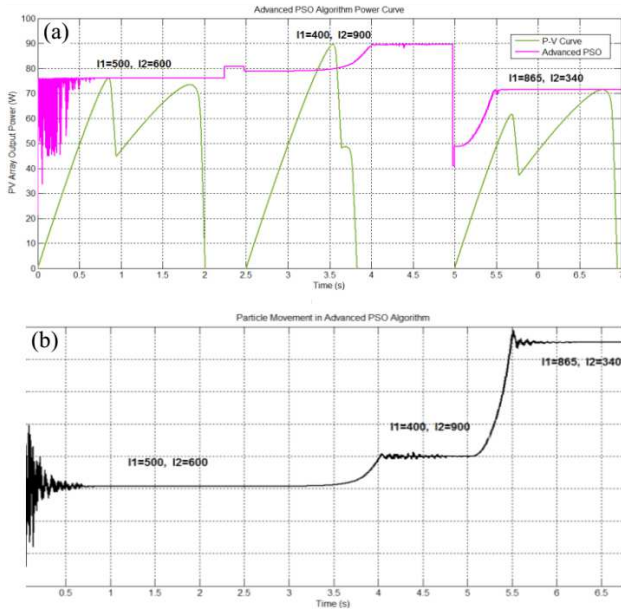 Advanced PSO Algorithm Power Curve
(a)
I1=400, I2=900
P-V Curve
Advanced PSO
I1=500, I2=600
I1=865, I2=340
PV Array Output Power (W)
100
90
80
70
60
50
40
30
20
10
0
0 0.5 1 1.5 2 2.5 3 3.5 4 4.5 5 5.5 6 6.5 7
Time (s)
Particle Movement in Advanced PSO Algorithm
(b)
I1=865, I2=340
I1=400, I2=900
I1=500, I2=600
0.5 1 1.5 2 2.5 3 3.5 4 4.5 5 5.5 6 6.5
Time (s)